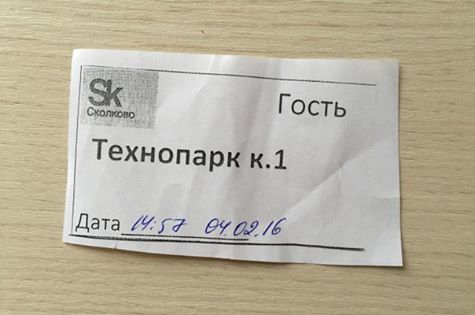 Sk
Сколково
Гость
Технопарк к.1
Дата 14:57 04.02.16